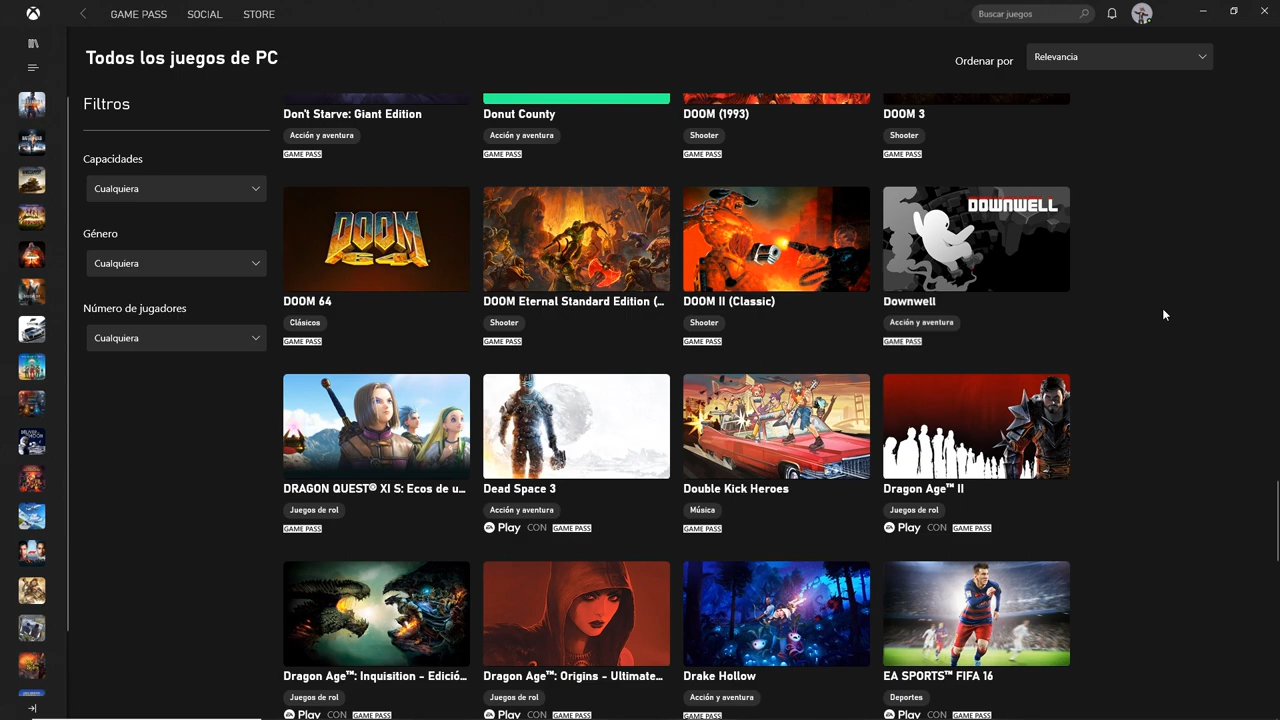 GAME PASS SOCIAL STORE
Buscar juegos
Todos los juegos de PC
Ordenar por
Relevancia
Filtros
Capacidades
Cualquiera
Género
Cualquiera
Número de jugadores
Cualquiera
Don't Starve: Giant Edition
Acción y aventura
GAME PASS
Donut County
Acción y aventura
GAME PASS
DOOM (1993)
Shooter
GAME PASS
DOOM 3
Shooter
GAME PASS
DOOM 64
DOOM 64
Clásicos
GAME PASS
DOOM Eternal Standard Edition (...
Shooter
GAME PASS
DOOM II (Classic)
Shooter
GAME PASS
DOWNWELL
Downwell
Acción y aventura
GAME PASS
DRAGON QUEST® XI S: Ecos de u...
Juegos de rol
GAME PASS
Dead Space 3
Acción y aventura
EA Play CON GAME PASS
Double Kick Heroes
Música
GAME PASS
Dragon Age™ II
Juegos de rol
EA Play CON GAME PASS
Dragon Age™: Inquisition - Edició...
Juegos de rol
EA Play CON GAME PASS
Dragon Age™: Origins - Ultimate...
Juegos de rol
EA Play CON GAME PASS
Drake Hollow
Acción y aventura
GAME PASS
EA SPORTS™ FIFA 16
Deportes
EA Play CON GAME PASS